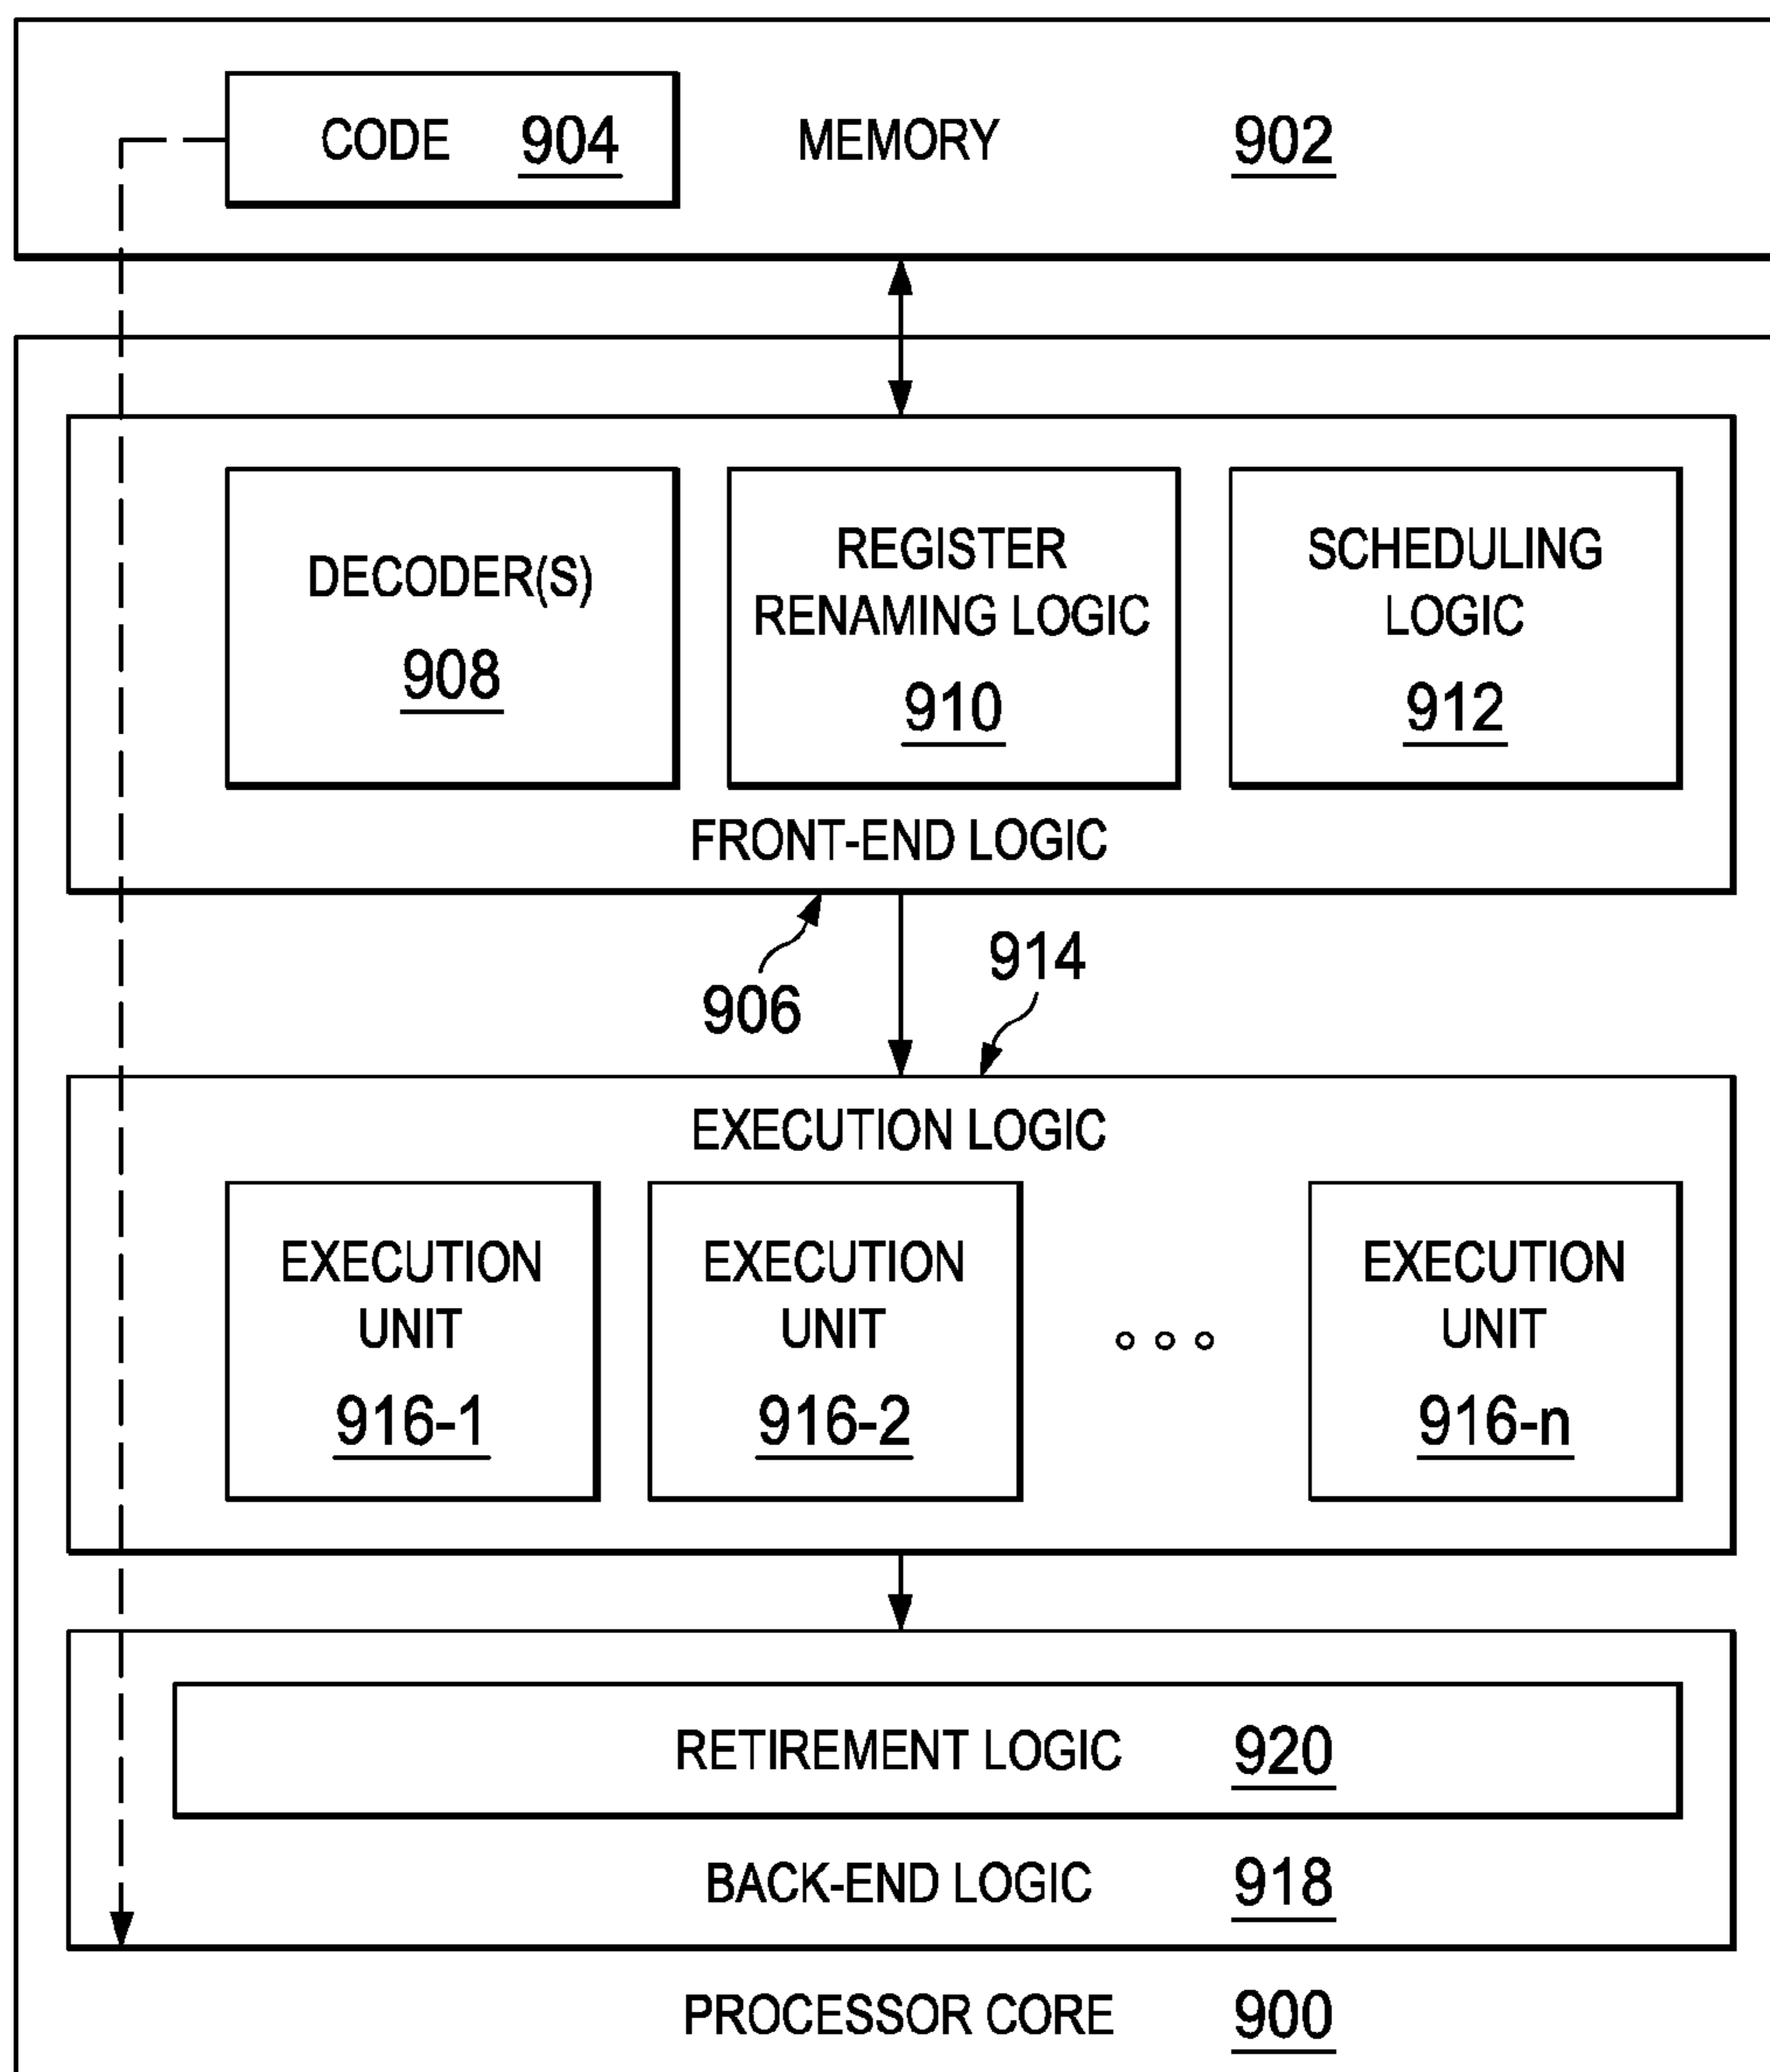 CODE 904 MEMORY 902
DECODER(S)
908
REGISTER
RENAMING LOGIC
910
SCHEDULING
LOGIC
912
FRONT-END LOGIC
906
914
EXECUTION LOGIC
EXECUTION
UNIT
916-1
EXECUTION
UNIT
916-2
EXECUTION
UNIT
916-n
RETIREMENT LOGIC 920
BACK-END LOGIC 918
PROCESSOR CORE 900